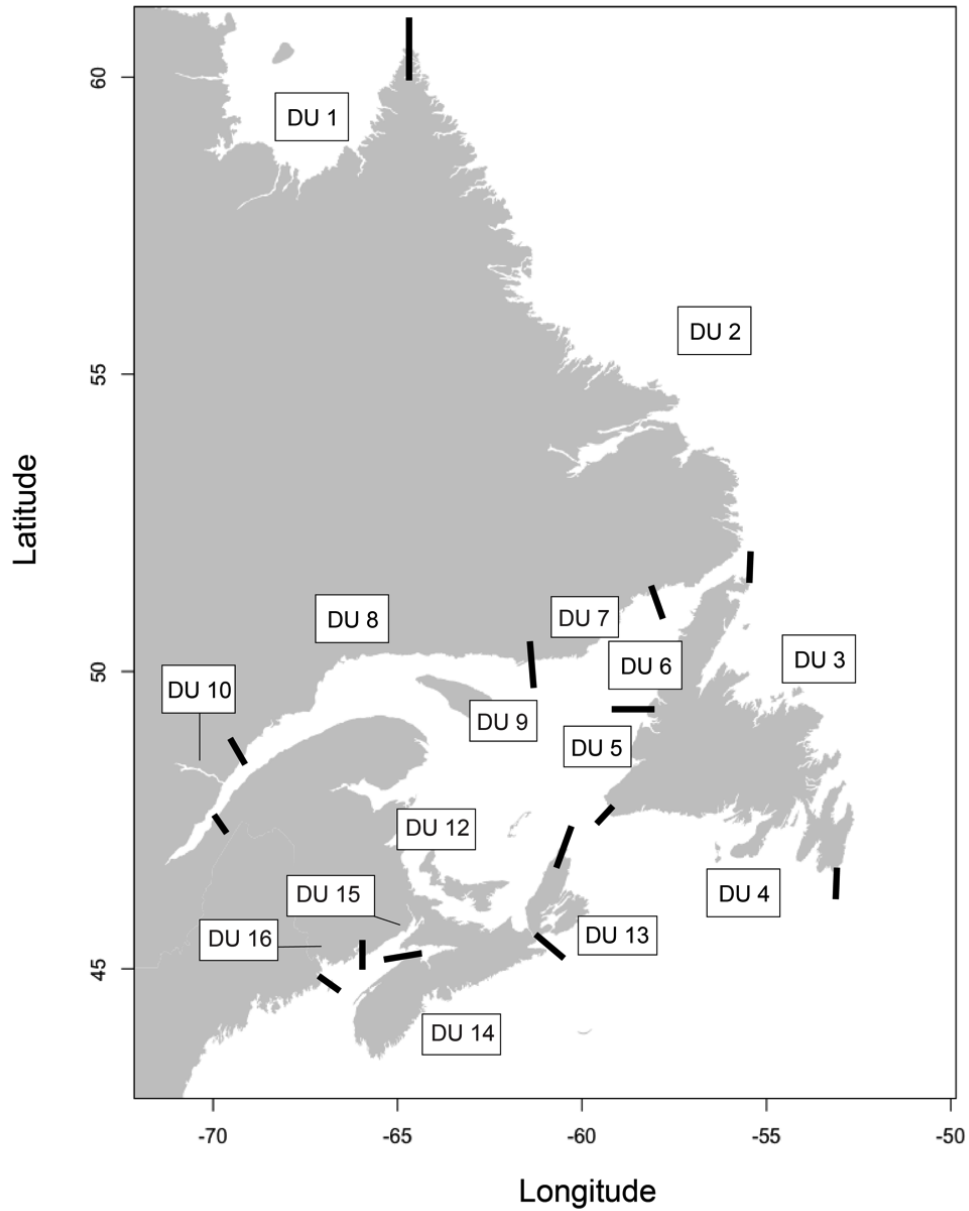 60
DU 1
DU 2
55
Latitude
DU 8
DU 7
DU 6
DU 3
50
DU 10
DU 9
DU 5
DU 12
DU 15
DU 4
DU 16
DU 13
45
DU 14
-70
-65
-60
-55
-50
Longitude